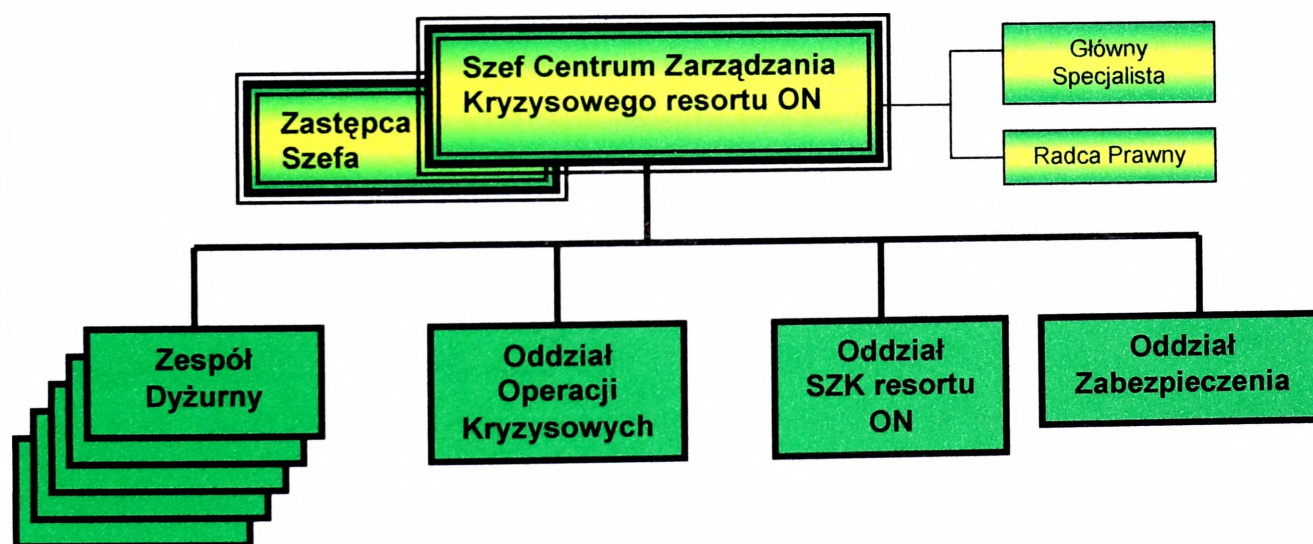 Szef Centrum Zarządzania
Kryzysowego resortu ON
Zastępca
Szefa
Główny
Specjalista
Radca Prawny
Zespół
Dyżurny
Oddział
Operacji
Kryzysowych
Oddział
SZK resortu
ON
Oddział
Zabezpieczenia